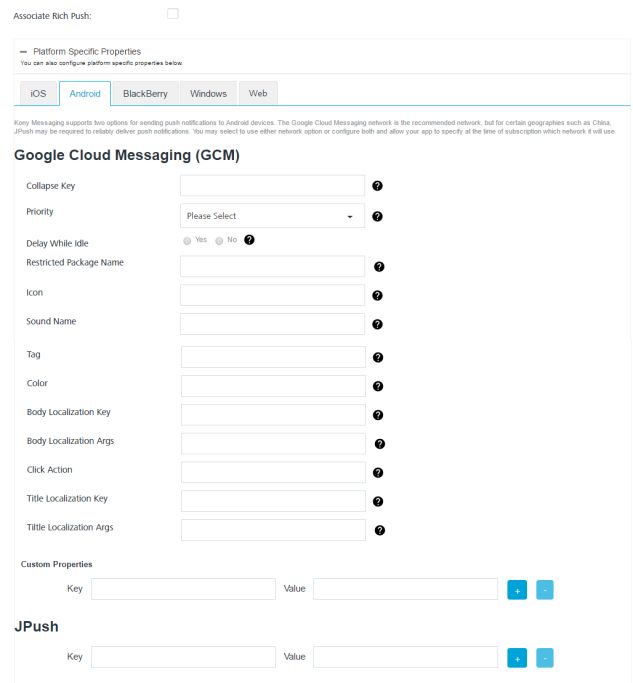 Associate Rich Push:
Platform Specific Properties
You can also configure platform specific properties below.
iOS Android BlackBerry Windows Web
Kony Messaging supports two options for sending push notifications to Android devices. The Google Cloud Messaging network is the recommended network, but for certain geographies such as China,
JPush may be required to reliably deliver push notifications. You may select to use either network option or configure both and allow your app to specify at the time of subscription which network it will use.
Google Cloud Messaging (GCM)
Collapse Key ?
Priority Please Select ?
Delay While Idle Yes No ?
Restricted Package Name ?
Icon ?
Sound Name ?
Tag ?
Color ?
Body Localization Key ?
Body Localization Args ?
Click Action ?
Title Localization Key ?
Tiltle Localization Args ?
Custom Properties
Key Value + -
JPush
Key Value + -